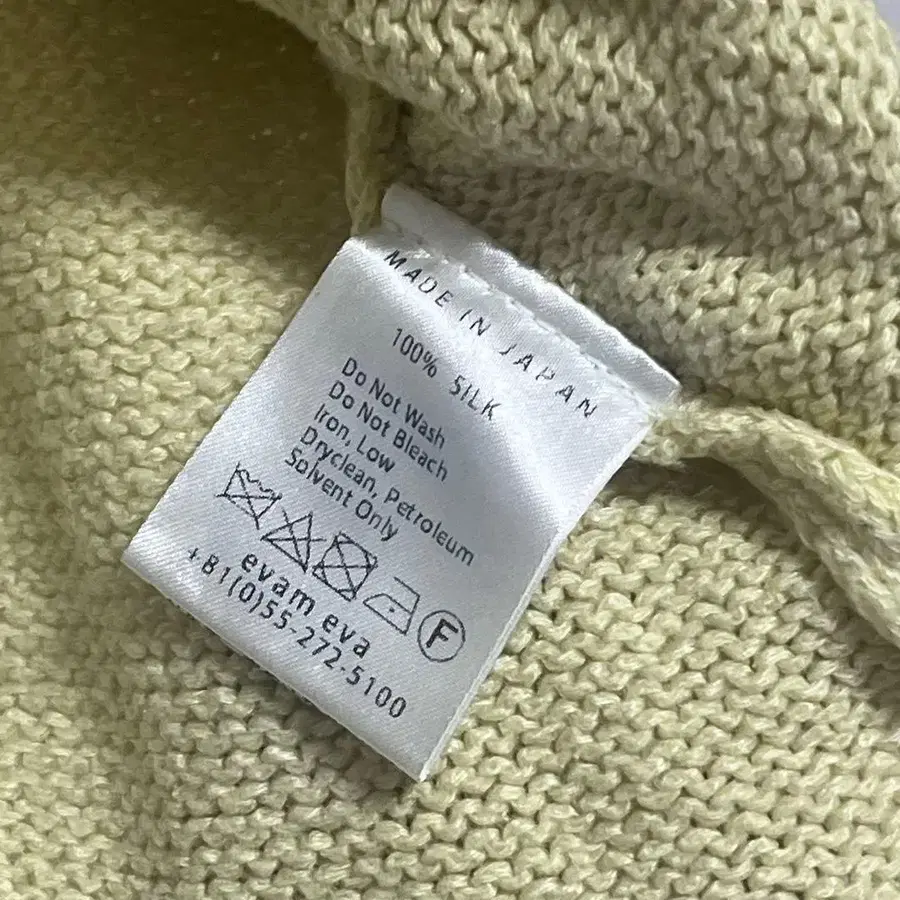 MADE IN JAPAN
100% SILK
Do Not Wash
Do Not Bleach
Iron, Low
Dryclean, Petroleum
Solvent Only
F
evam eva
+81(0)55-272-5100